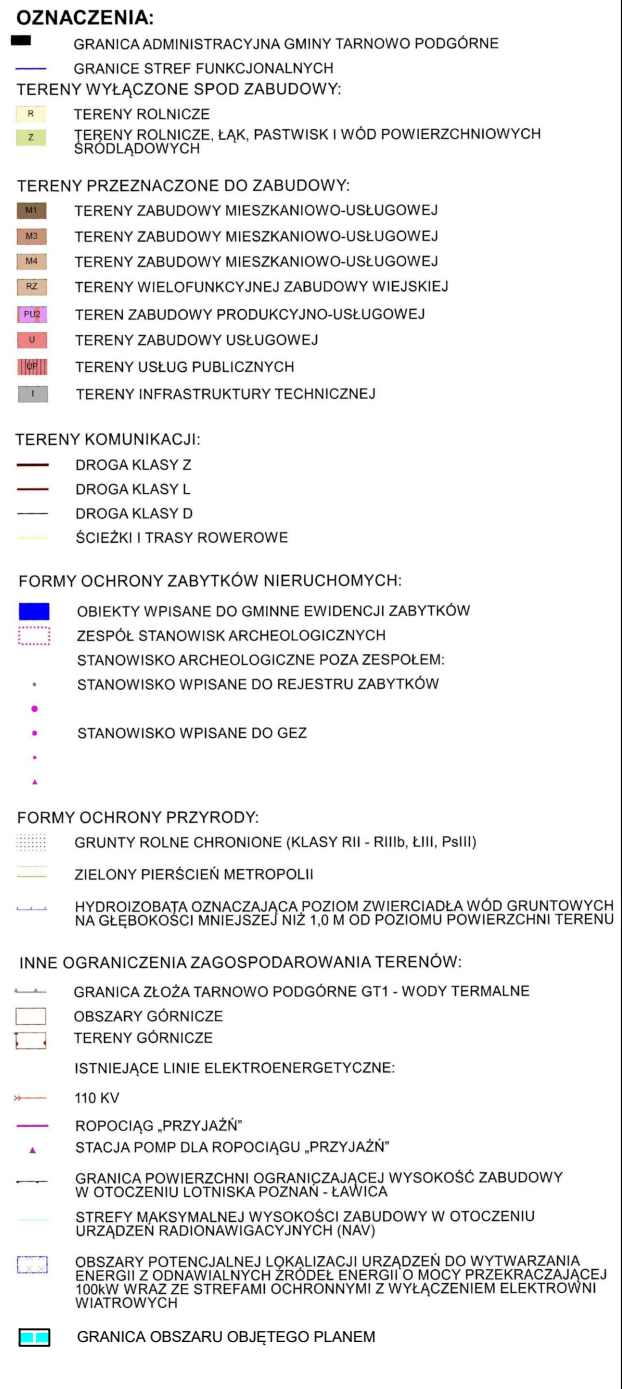 OZNACZENIA:
GRANICA ADMINISTRACYJNA GMINY TARNOWO PODGÓRNE
GRANICE STREF FUNKCJONALNYCH
TERENY WYŁĄCZONE SPOD ZABUDOWY:
R TERENY ROLNICZE
Z TERENY ROLNICZE, ŁĄK, PASTWISK I WÓD POWIERZCHNIOWYCH
ŚRÓDLĄDOWYCH
TERENY PRZEZNACZONE DO ZABUDOWY:
M1 TERENY ZABUDOWY MIESZKANIOWO-USŁUGOWEJ
M3 TERENY ZABUDOWY MIESZKANIOWO-USŁUGOWEJ
M4 TERENY ZABUDOWY MIESZKANIOWO-USŁUGOWEJ
RZ TERENY WIELOFUNKCYJNEJ ZABUDOWY WIEJSKIEJ
PU2 TEREN ZABUDOWY PRODUKCYJNO-USŁUGOWEJ
U TERENY ZABUDOWY USŁUGOWEJ
UP TERENY USŁUG PUBLICZNYCH
I TERENY INFRASTRUKTURY TECHNICZNEJ
TERENY KOMUNIKACJI:
DROGA KLASY Z
DROGA KLASY L
DROGA KLASY D
ŚCIEŻKI I TRASY ROWEROWE
FORMY OCHRONY ZABYTKÓW NIERUCHOMYCH:
OBIEKTY WPISANE DO GMINNE EWIDENCJI ZABYTKÓW
ZESPÓŁ STANOWISK ARCHEOLOGICZNYCH
STANOWISKO ARCHEOLOGICZNE POZA ZESPOŁEM:
STANOWISKO WPISANE DO REJESTRU ZABYTKÓW
STANOWISKO WPISANE DO GEZ
FORMY OCHRONY PRZYRODY:
GRUNTY ROLNE CHRONIONE (KLASY RII - RIIIb, ŁIII, PsIII)
ZIELONY PIERŚCIEŃ METROPOLII
HYDROIZOBATA OZNACZAJĄCA POZIOM ZWIERCIADŁA WÓD GRUNTOWYCH
NA GŁĘBOKOŚCI MNIEJSZEJ NIŻ 1,0 M OD POZIOMU POWIERZCHNI TERENU
INNE OGRANICZENIA ZAGOSPODAROWANIA TERENÓW:
GRANICA ZŁOŻA TARNOWO PODGÓRNE GT1 - WODY TERMALNE
OBSZARY GÓRNICZE
TERENY GÓRNICZE
ISTNIEJĄCE LINIE ELEKTROENERGETYCZNE:
110 KV
ROPOCIĄG „PRZYJAŹŃ”
STACJA POMP DLA ROPOCIĄGU „PRZYJAŹŃ”
GRANICA POWIERZCHNI OGRANICZAJĄCEJ WYSOKOŚĆ ZABUDOWY
W OTOCZENIU LOTNISKA POZNAŃ - ŁAWICA
STREFY MAKSYMALNEJ WYSOKOŚCI ZABUDOWY W OTOCZENIU
URZĄDZEŃ RADIONAWIGACYJNYCH (NAV)
OBSZARY POTENCJALNEJ LOKALIZACJI URZĄDZEŃ DO WYTWARZANIA
ENERGII Z ODNAWIALNYCH ŹRÓDEŁ ENERGII O MOCY PRZEKRACZAJĄCEJ
100kW WRAZ ZE STREFAMI OCHRONNYMI Z WYŁĄCZENIEM ELEKTROWNI
WIATROWYCH
GRANICA OBSZARU OBJĘTEGO PLANEM